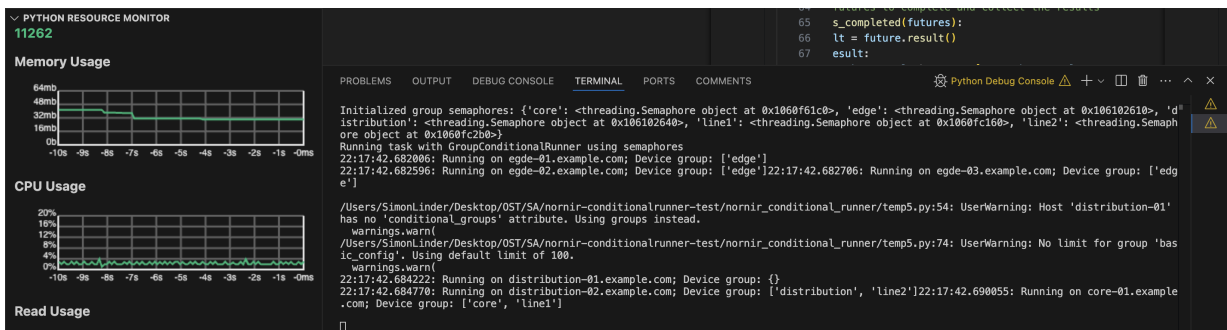 PYTHON RESOURCE MONITOR
11262
Memory Usage
64mb
48mb
32mb
16mb
0b
-10s -9s -8s -7s -6s -5s -4s -3s -2s -1s -0ms
CPU Usage
20%
16%
12%
8%
4%
0%
-10s -9s -8s -7s -6s -5s -4s -3s -2s -1s -0ms
Read Usage
64 futures to complete and collect the results
65 s_completed(futures):
66 lt = future.result()
67 esult:
PROBLEMS OUTPUT DEBUG CONSOLE TERMINAL PORTS COMMENTS
Python Debug Console
Initialized group semaphores: {'core': <threading.Semaphore object at 0x1060f61c0>, 'edge': <threading.Semaphore object at 0x106102610>, 'd
istribution': <threading.Semaphore object at 0x106102640>, 'line1': <threading.Semaphore object at 0x1060fc160>, 'line2': <threading.Semaph
ore object at 0x1060fc2b0>}
Running task with GroupConditionalRunner using semaphores
22:17:42.682006: Running on egde-01.example.com; Device group: ['edge']
22:17:42.682596: Running on egde-02.example.com; Device group: ['edge']22:17:42.682706: Running on egde-03.example.com; Device group: ['edg
e']
/Users/SimonLinder/Desktop/OST/SA/nornir-conditionalrunner-test/nornir_conditional_runner/temp5.py:54: UserWarning: Host 'distribution-01'
has no 'conditional_groups' attribute. Using groups instead.
warnings.warn(
/Users/SimonLinder/Desktop/OST/SA/nornir-conditionalrunner-test/nornir_conditional_runner/temp5.py:74: UserWarning: No limit for group 'bas
ic_config'. Using default limit of 100.
warnings.warn(
22:17:42.684222: Running on distribution-01.example.com; Device group: {}
22:17:42.684770: Running on distribution-02.example.com; Device group: ['distribution', 'line2']22:17:42.690055: Running on core-01.example
.com; Device group: ['core', 'line1']